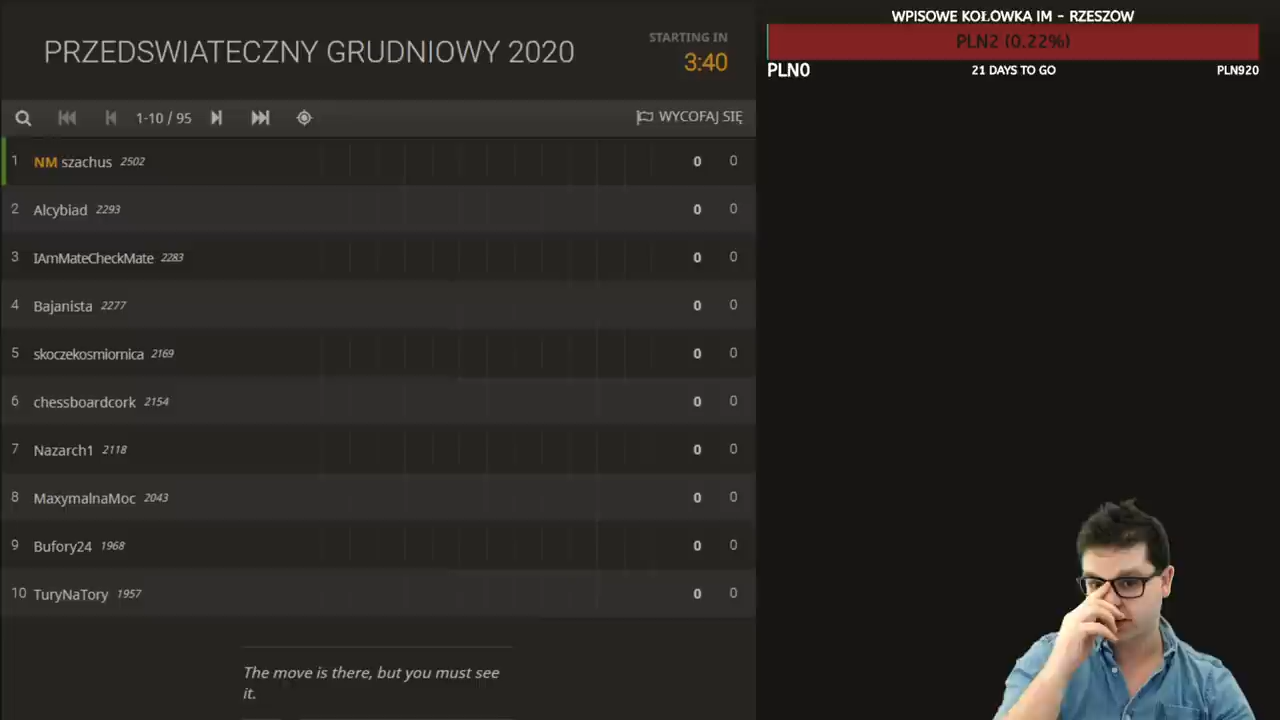 PRZEDSWIATECZNY GRUDNIOWY 2020
STARTING IN
3:40
1-10 / 95
WYCOFAJ SIĘ
1 NM szachus 2502 0 0
2 Alcybiad 2293 0 0
3 IAmMateCheckMate 2283 0 0
4 Bajanista 2277 0 0
5 skoczekosmiornica 2169 0 0
6 chessboardcork 2154 0 0
7 Nazarch1 2118 0 0
8 MaxymalnaMoc 2043 0 0
9 Bufory24 1968 0 0
10 TuryNaTory 1957 0 0
The move is there, but you must see
it.
WPISOWE KOŁOWKA IM - RZESZOW
PLN2 (0.22%)
PLN0 21 DAYS TO GO PLN920